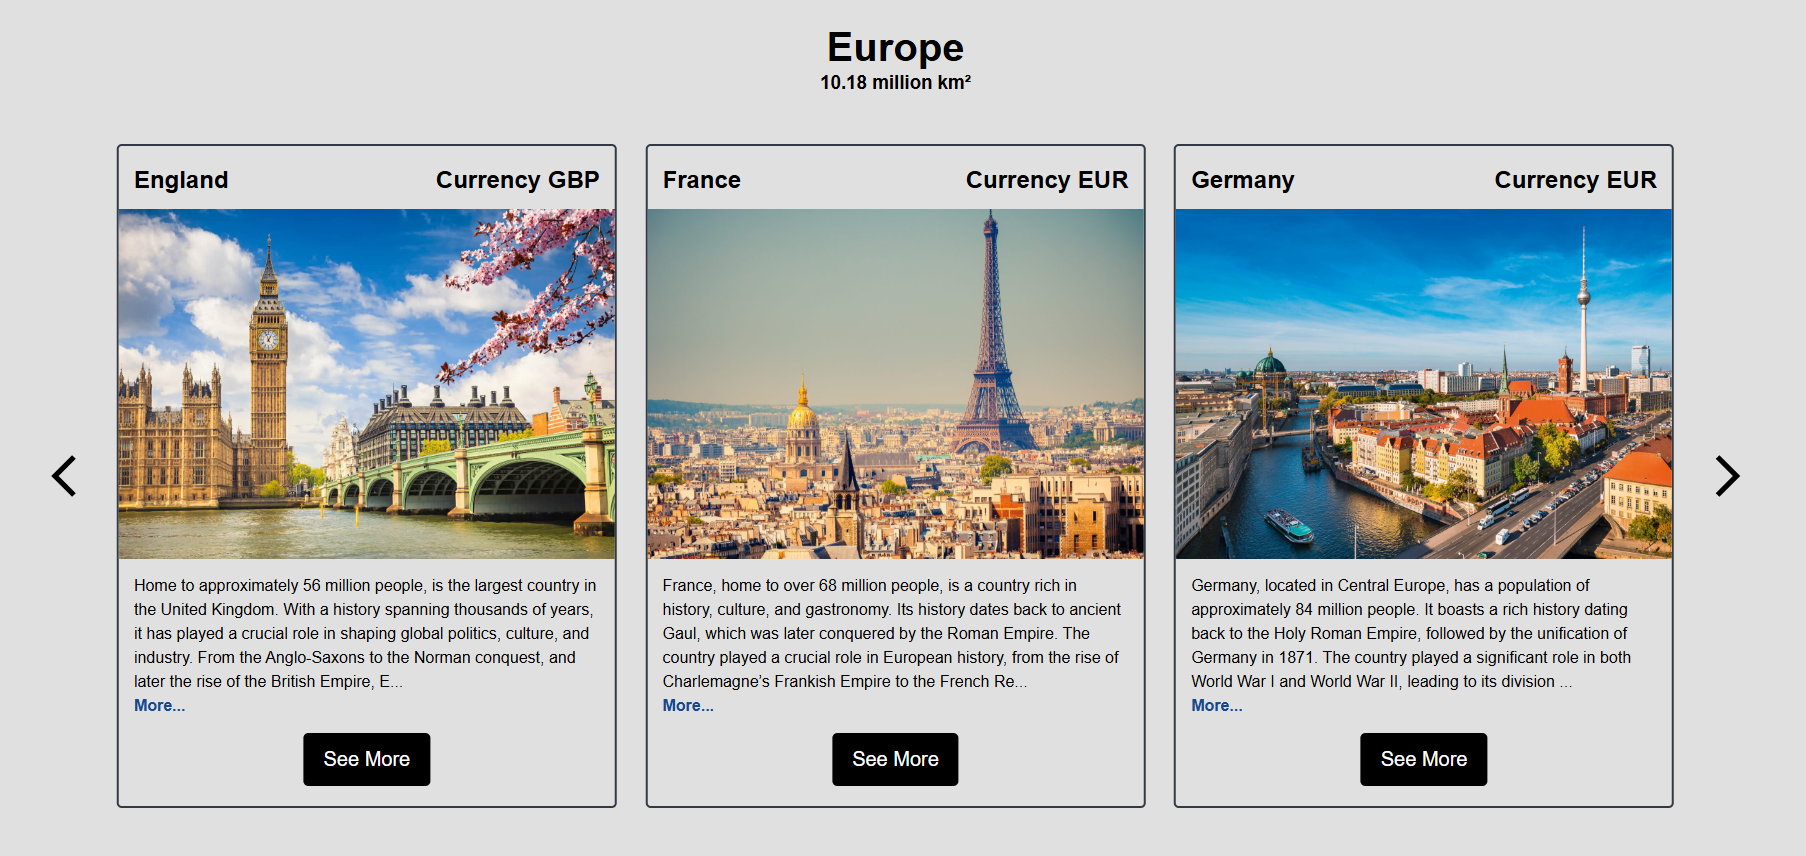 Europe
10.18 million km²
England
Currency GBP
Home to approximately 56 million people, is the largest country in
the United Kingdom. With a history spanning thousands of years,
it has played a crucial role in shaping global politics, culture, and
industry. From the Anglo-Saxons to the Norman conquest, and
later the rise of the British Empire, E...
More...
See More
France
Currency EUR
France, home to over 68 million people, is a country rich in
history, culture, and gastronomy. Its history dates back to ancient
Gaul, which was later conquered by the Roman Empire. The
country played a crucial role in European history, from the rise of
Charlemagne’s Frankish Empire to the French Re...
More...
See More
Germany
Currency EUR
Germany, located in Central Europe, has a population of
approximately 84 million people. It boasts a rich history dating
back to the Holy Roman Empire, followed by the unification of
Germany in 1871. The country played a significant role in both
World War I and World War II, leading to its division ...
More...
See More